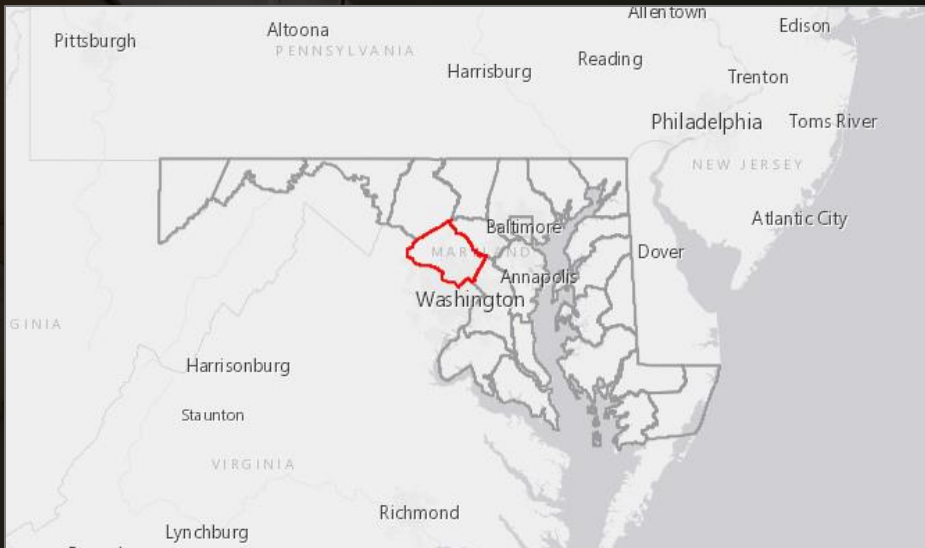 Allentown
Edison
Altoona
Pittsburgh
PENNSYLVANIA
Harrisburg
Reading
Trenton
Philadelphia
Toms River
NEW JERSEY
Atlantic City
Baltimore
MARYLAND
Dover
Annapolis
Washington
GINIA
Harrisonburg
Staunton
VIRGINIA
Richmond
Lynchburg